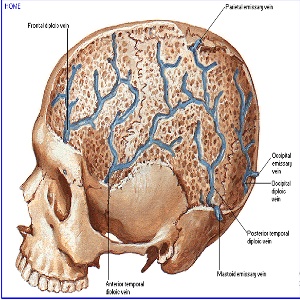 HOME
Parietal emissary vein
Frontal diploic vein
Occipital
emissary
vein
Occipital
diploic
vein
Posterior temporal
diploic vein
Mastoid emissary vein
Anterior temporal
diploic vein